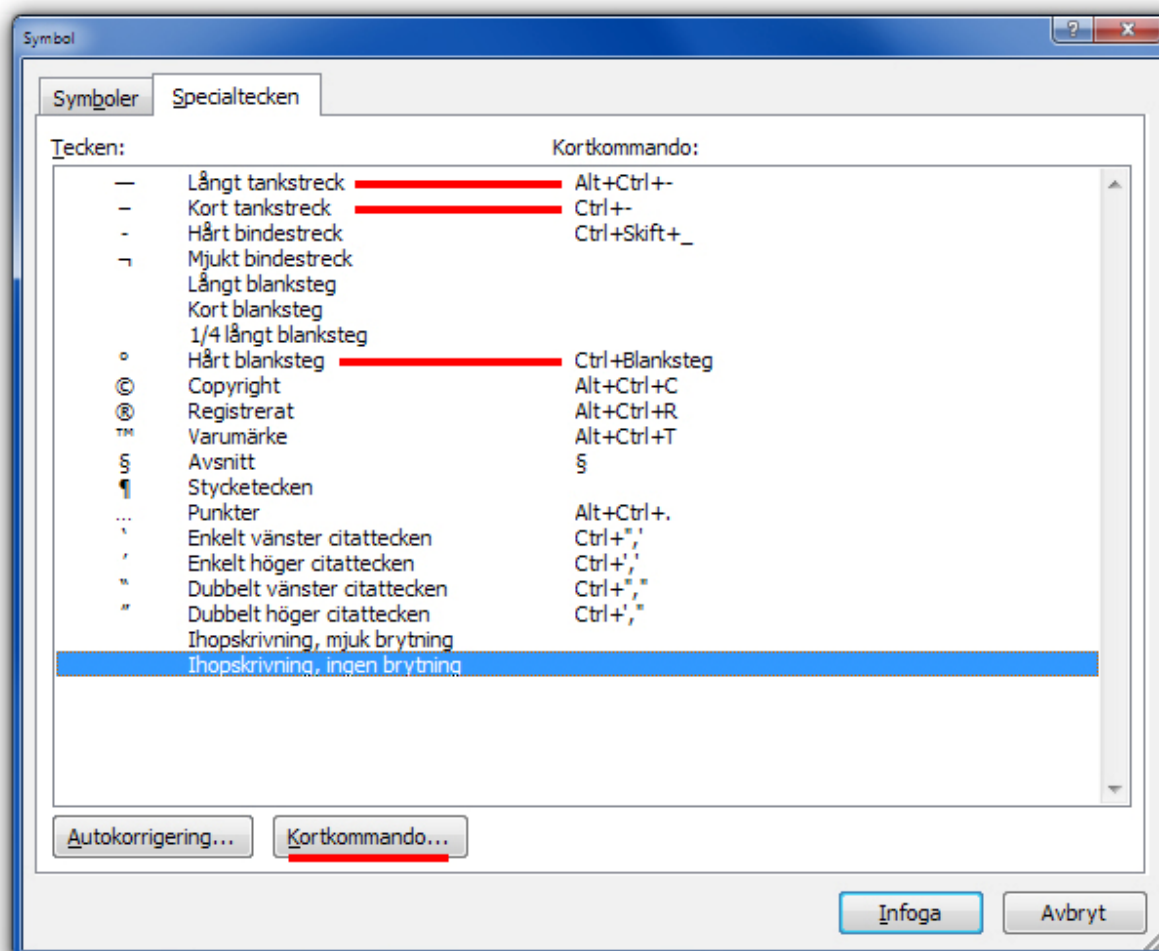 Symbol
Symboler Specialtecken
Tecken: Kortkommando:
— Långt tankstreck Alt+Ctrl+-
– Kort tankstreck Ctrl+-
- Hårt bindestreck Ctrl+Skift+_
¬ Mjukt bindestreck
Långt blanksteg
Kort blanksteg
1/4 långt blanksteg
° Hårt blanksteg Ctrl+Blanksteg
© Copyright Alt+Ctrl+C
® Registrerat Alt+Ctrl+R
™ Varumärke Alt+Ctrl+T
§ Avsnitt §
¶ Stycketecken
… Punkter Alt+Ctrl+.
‛ Enkelt vänster citattecken Ctrl+",'
′ Enkelt höger citattecken Ctrl+','
‟ Dubbelt vänster citattecken Ctrl+","
″ Dubbelt höger citattecken Ctrl+',"
Ihopskrivning, mjuk brytning
Ihopskrivning, ingen brytning
Autokorrigering... Kortkommando...
Infoga Avbryt